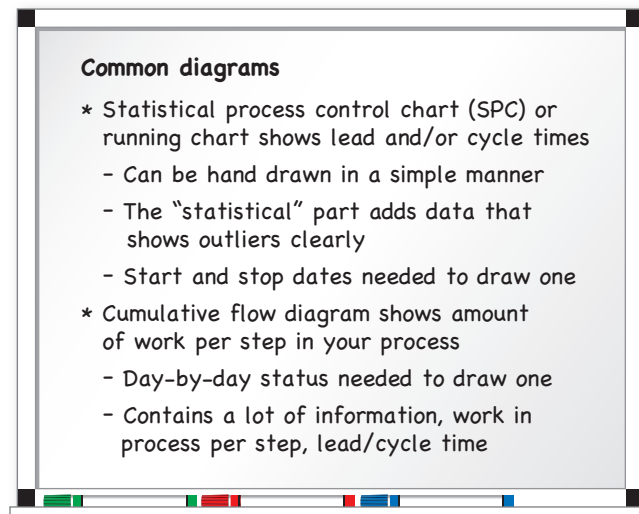 Common diagrams
* Statistical process control chart (SPC) or
running chart shows lead and/or cycle times
– Can be hand drawn in a simple manner
– The “statistical” part adds data that
shows outliers clearly
– Start and stop dates needed to draw one
* Cumulative flow diagram shows amount
of work per step in your process
– Day-by-day status needed to draw one
– Contains a lot of information, work in
process per step, lead/cycle time